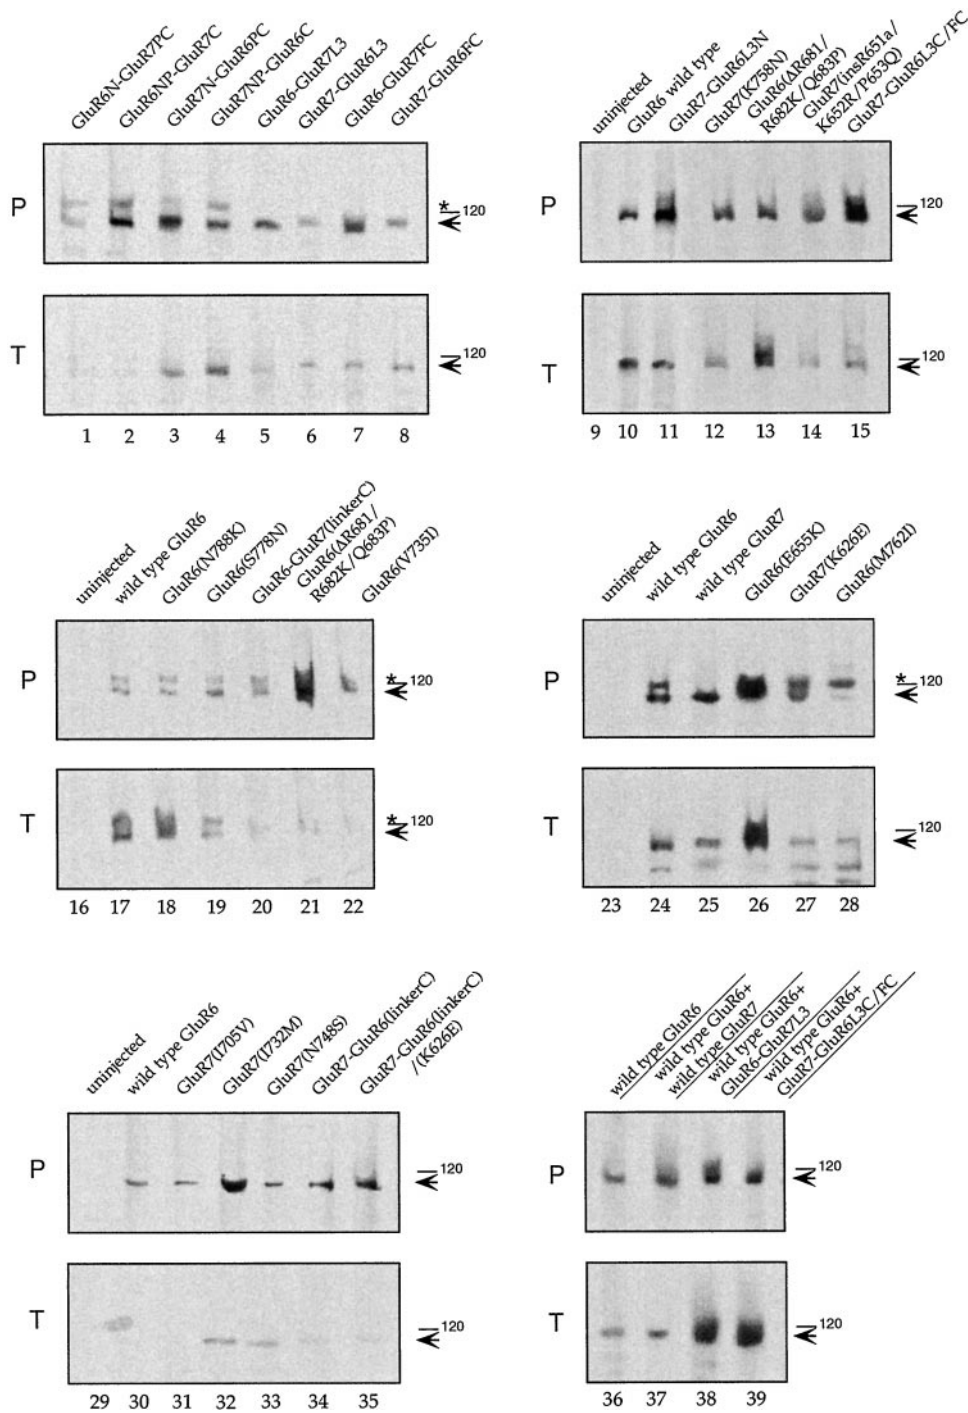 GluR6N-GluR7PC
GluR6NP-GluR7C
GluR7N-GluR6PC
GluR7NP-GluR6C
GluR6-GluR7L3
GluR7-GluR6L3
GluR6-GluR7FC
GluR7-GluR6FC
P
* 120
T
120
1 2 3 4 5 6 7 8
uninjected
GluR6 wild type
GluR7-GluR6L3N
GluR7(K758N)
GluR6(ΔR681/
R682K/Q683P)
GluR7(insR651a/
K652R/P653Q)
GluR7-GluR6L3C/FC
P
120
T
120
9 10 11 12 13 14 15
uninjected
wild type GluR6
GluR6(N788K)
GluR6(S778N)
GluR6-GluR7(linkerC)
GluR6(ΔR681/
R682K/Q683P)
GluR6(V735I)
P
* 120
T
* 120
16 17 18 19 20 21 22
uninjected
wild type GluR6
wild type GluR7
GluR6(E655K)
GluR7(K626E)
GluR6(M762I)
P
* 120
T
120
23 24 25 26 27 28
uninjected
wild type GluR6
GluR7(I705V)
GluR7(I732M)
GluR7(N748S)
GluR7-GluR6(linkerC)
GluR7-GluR6(linkerC)
/(K626E)
P
120
T
120
29 30 31 32 33 34 35
wild type GluR6
wild type GluR6+
wild type GluR7
wild type GluR6+
GluR6-GluR7L3
wild type GluR6+
GluR7-GluR6L3C/FC
P
120
T
120
36 37 38 39